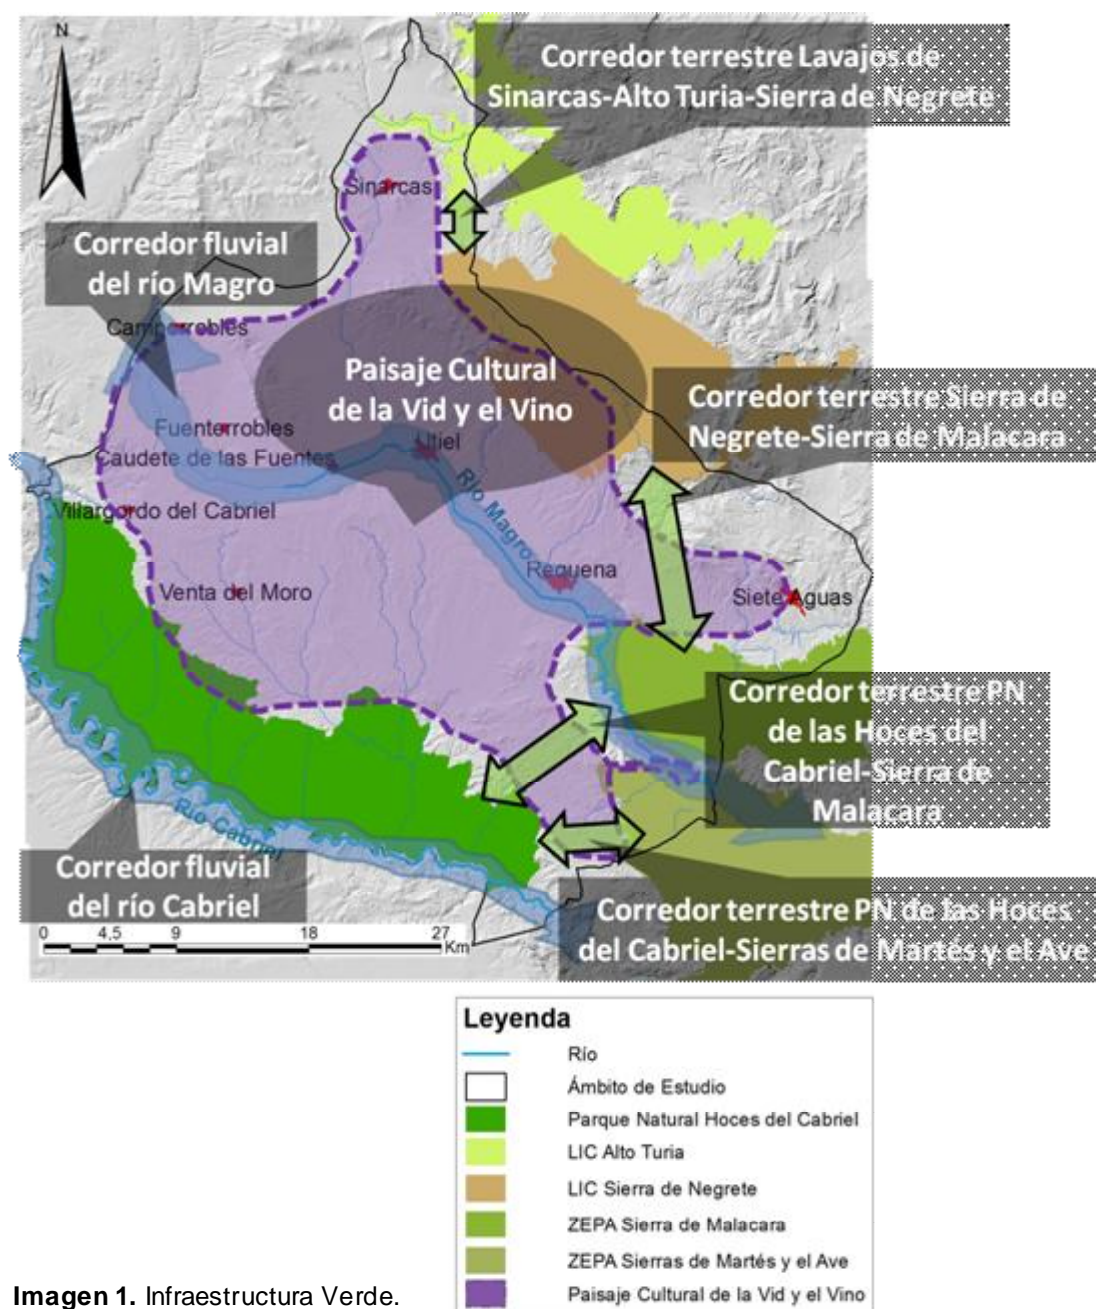 N
Corredor terrestre Lavajos de
Sinarcas-Alto Turia-Sierra de Negrete
Sinarcas
Corredor fluvial
del río Magro
Camporrobles
Paisaje Cultural
de la Vid y el Vino
Corredor terrestre Sierra de
Negrete-Sierra de Malacara
Fuenterrobles
Utiel
Caudete de las Fuentes
Río Magro
Villargordo del Cabriel
Requena
Venta del Moro
Siete Aguas
Corredor terrestre PN
de las Hoces del
Cabriel-Sierra de
Malacara
Río Cabriel
Corredor fluvial
del río Cabriel
Corredor terrestre PN de las Hoces
del Cabriel-Sierras de Martés y el Ave
0 4,5 9 18 27
Km
Leyenda
Río
Ámbito de Estudio
Parque Natural Hoces del Cabriel
LIC Alto Turia
LIC Sierra de Negrete
ZEPA Sierra de Malacara
ZEPA Sierras de Martés y el Ave
Paisaje Cultural de la Vid y el Vino
Imagen 1. Infraestructura Verde.